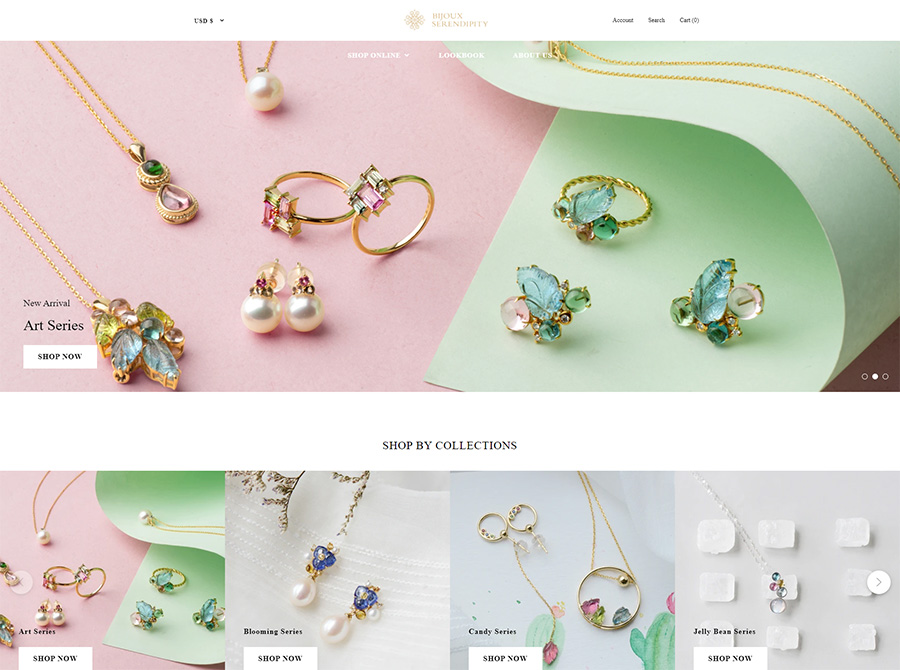 USD $
BIJOUX
SERENDIPITY
Account Search Cart (0)
SHOP ONLINE LOOKBOOK ABOUT US
New Arrival
Art Series
SHOP NOW
SHOP BY COLLECTIONS
Art Series
SHOP NOW
Blooming Series
SHOP NOW
Candy Series
SHOP NOW
Jelly Bean Series
SHOP NOW